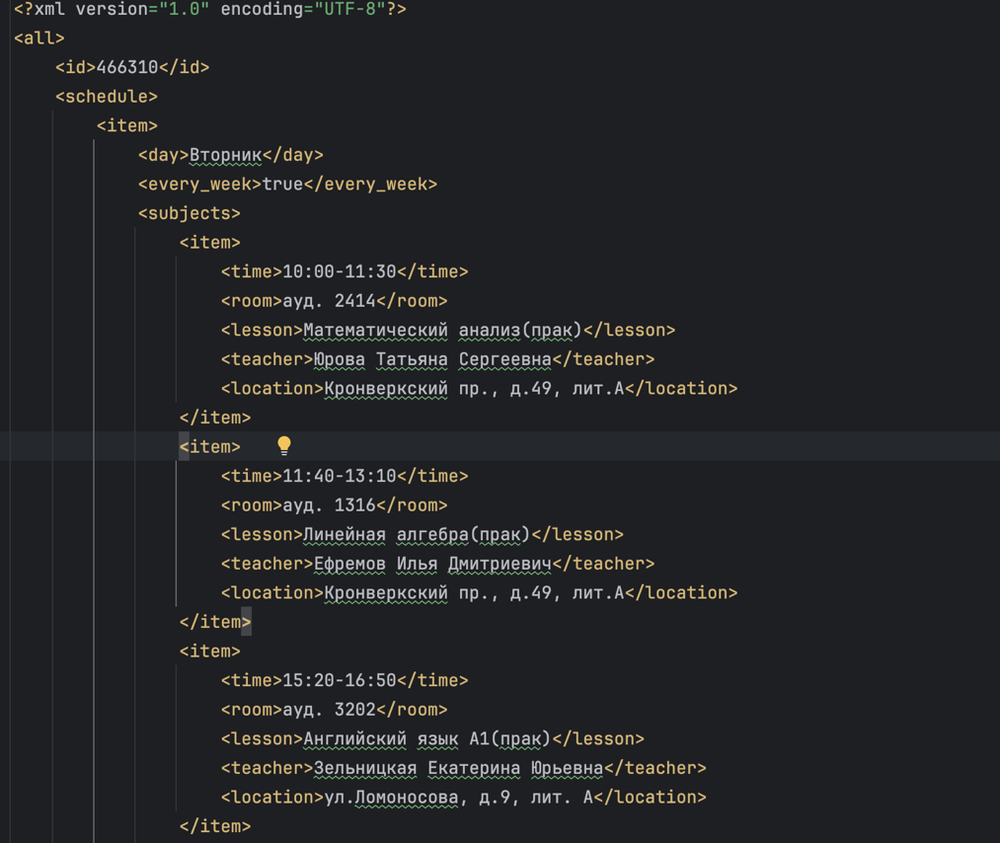 <?xml version="1.0" encoding="UTF-8"?>
<all>
<id>466310</id>
<schedule>
<item>
<day>Вторник</day>
<every_week>true</every_week>
<subjects>
<item>
<time>10:00-11:30</time>
<room>ауд. 2414</room>
<lesson>Математический анализ(прак)</lesson>
<teacher>Юрова Татьяна Сергеевна</teacher>
<location>Кронверкский пр., д.49, лит.А</location>
</item>
<item>
<time>11:40-13:10</time>
<room>ауд. 1316</room>
<lesson>Линейная алгебра(прак)</lesson>
<teacher>Ефремов Илья Дмитриевич</teacher>
<location>Кронверкский пр., д.49, лит.А</location>
</item>
<item>
<time>15:20-16:50</time>
<room>ауд. 3202</room>
<lesson>Английский язык А1(прак)</lesson>
<teacher>Зельницкая Екатерина Юрьевна</teacher>
<location>ул.Ломоносова, д.9, лит. А</location>
</item>